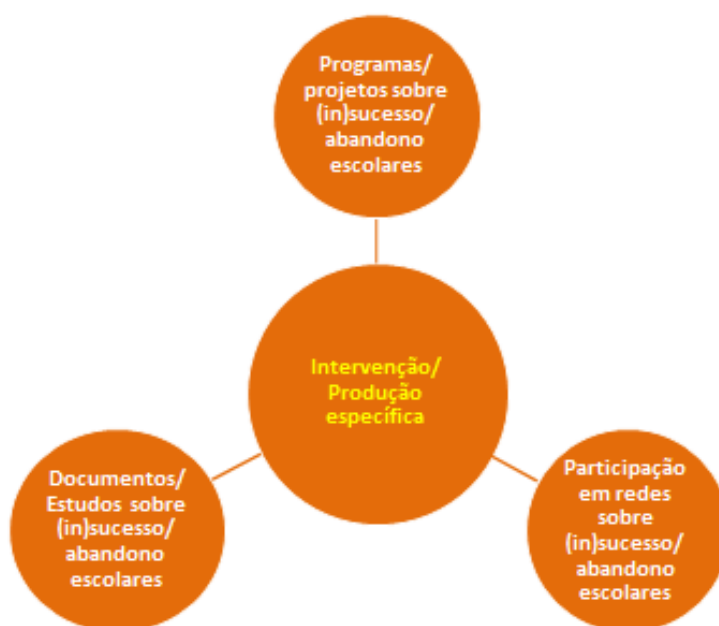 Programas/
projetos sobre
(in)sucesso/
abandono
escolares
Intervenção/
Produção
específica
Documentos/
Estudos sobre
(in)sucesso/
abandono
escolares
Participação
em redes
sobre
(in)sucesso/
abandono
escolares